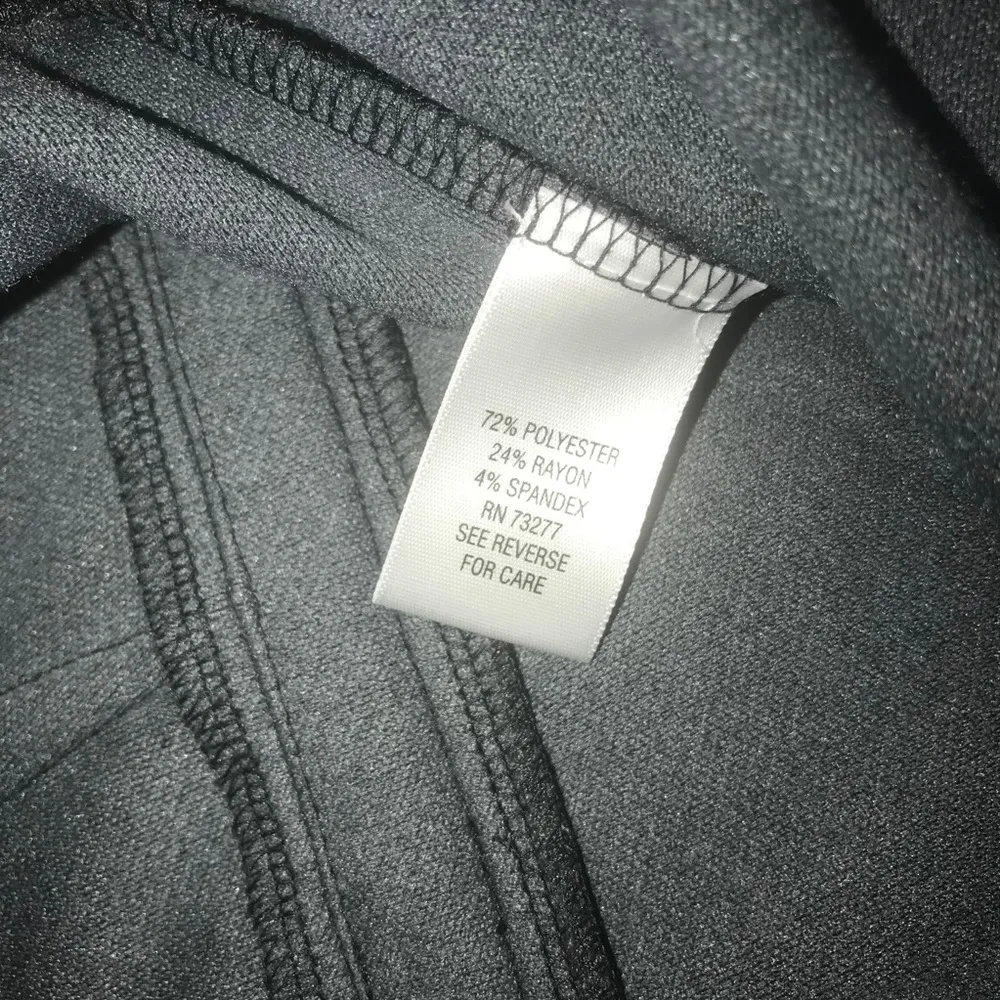 72% POLYESTER
24% RAYON
4% SPANDEX
RN 73277
SEE REVERSE
FOR CARE